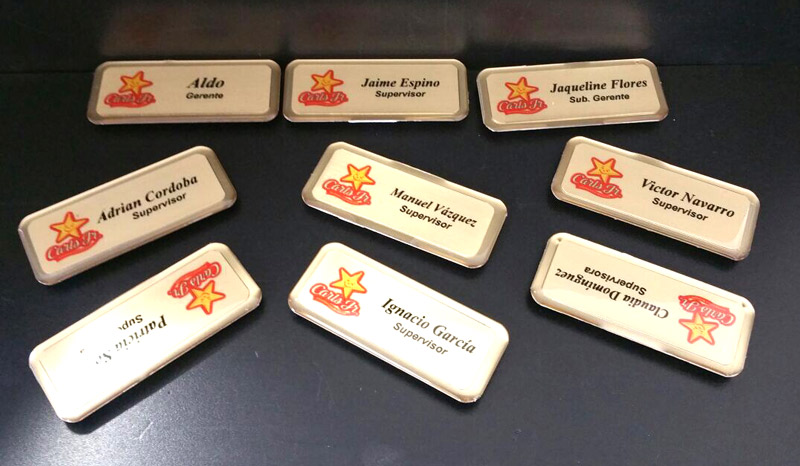 Carl's Jr.
Aldo
Gerente
Carl's Jr.
Jaime Espino
Supervisor
Carl's Jr.
Jaqueline Flores
Sub. Gerente
Carl's Jr.
Adrian Cordoba
Supervisor
Carl's Jr.
Manuel Vázquez
Supervisor
Carl's Jr.
Victor Navarro
Supervisor
Carl's Jr.
Patricia
Carl's Jr.
Ignacio García
Supervisor
Carl's Jr.
Claudia Dominguez
Supervisora